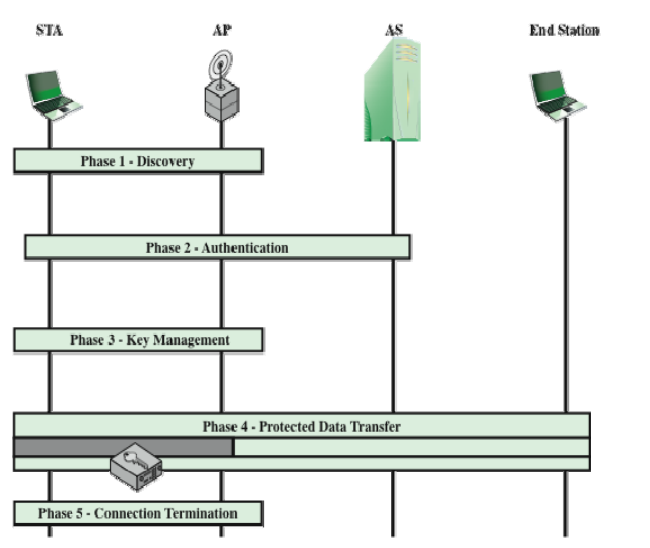 STA
AP
AS
End Station
Phase 1 - Discovery
Phase 2 - Authentication
Phase 3 - Key Management
Phase 4 - Protected Data Transfer
Phase 5 - Connection Termination